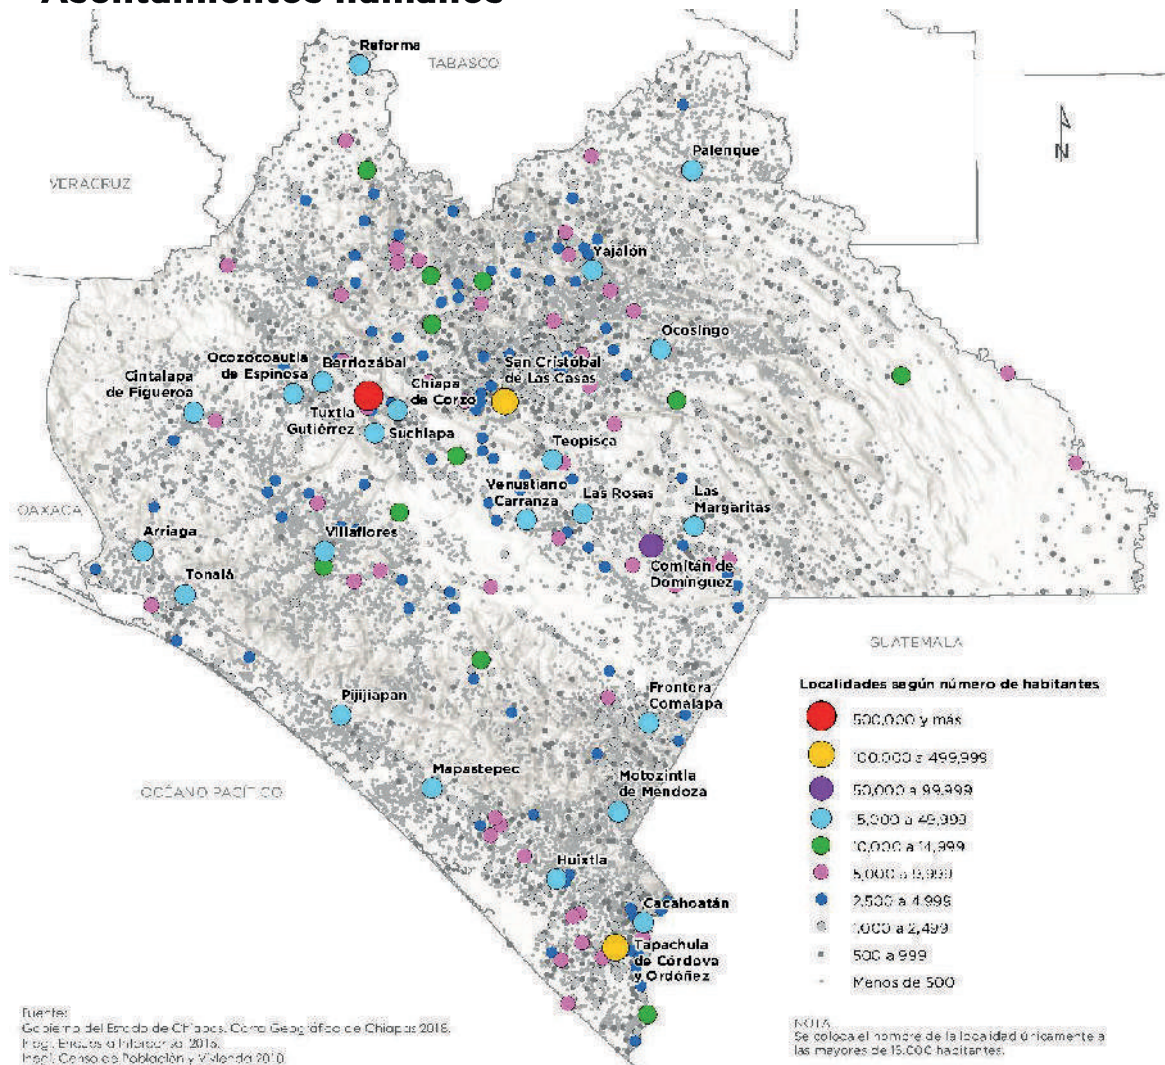 Asentamientos humanos
Reforma
TABASCO
Palenque
N
VERACRUZ
Yajalón
Ocosingo
Ocozocoautla
de Espinosa
Berriozábal
San Cristóbal
de Las Casas
Cintalapa
de Figueroa
Chiapa
de Corzo
Tuxtla
Gutiérrez
Suchiapa
Teopisca
Venustiano
Carranza
Las Rosas
Las
Margaritas
OAXACA
Arriaga
Villaflores
Comitán de
Domínguez
Tonalá
GUATEMALA
Localidades según número de habitantes
500,000 y más
100,000 a 499,999
50,000 a 99,999
15,000 a 49,999
10,000 a 14,999
5,000 a 9,999
2,500 a 4,999
1,000 a 2,499
500 a 999
Menos de 500
Pijijiapan
Frontera
Comalapa
OCÉANO PACÍFICO
Mapastepec
Motozintla
de Mendoza
Huixtla
Cacahoatán
Tapachula
de Córdova
y Ordóñez
Fuente:
Gobierno del Estado de Chiapas. Carta Geográfica de Chiapas
Inegi. Encuesta Intercensal 2015.
Inegi. Censo de Población y Vivienda 2010.
NOTA
Se coloca el nombre de la localidad únicamente a
las mayores de 15,000 habitantes.